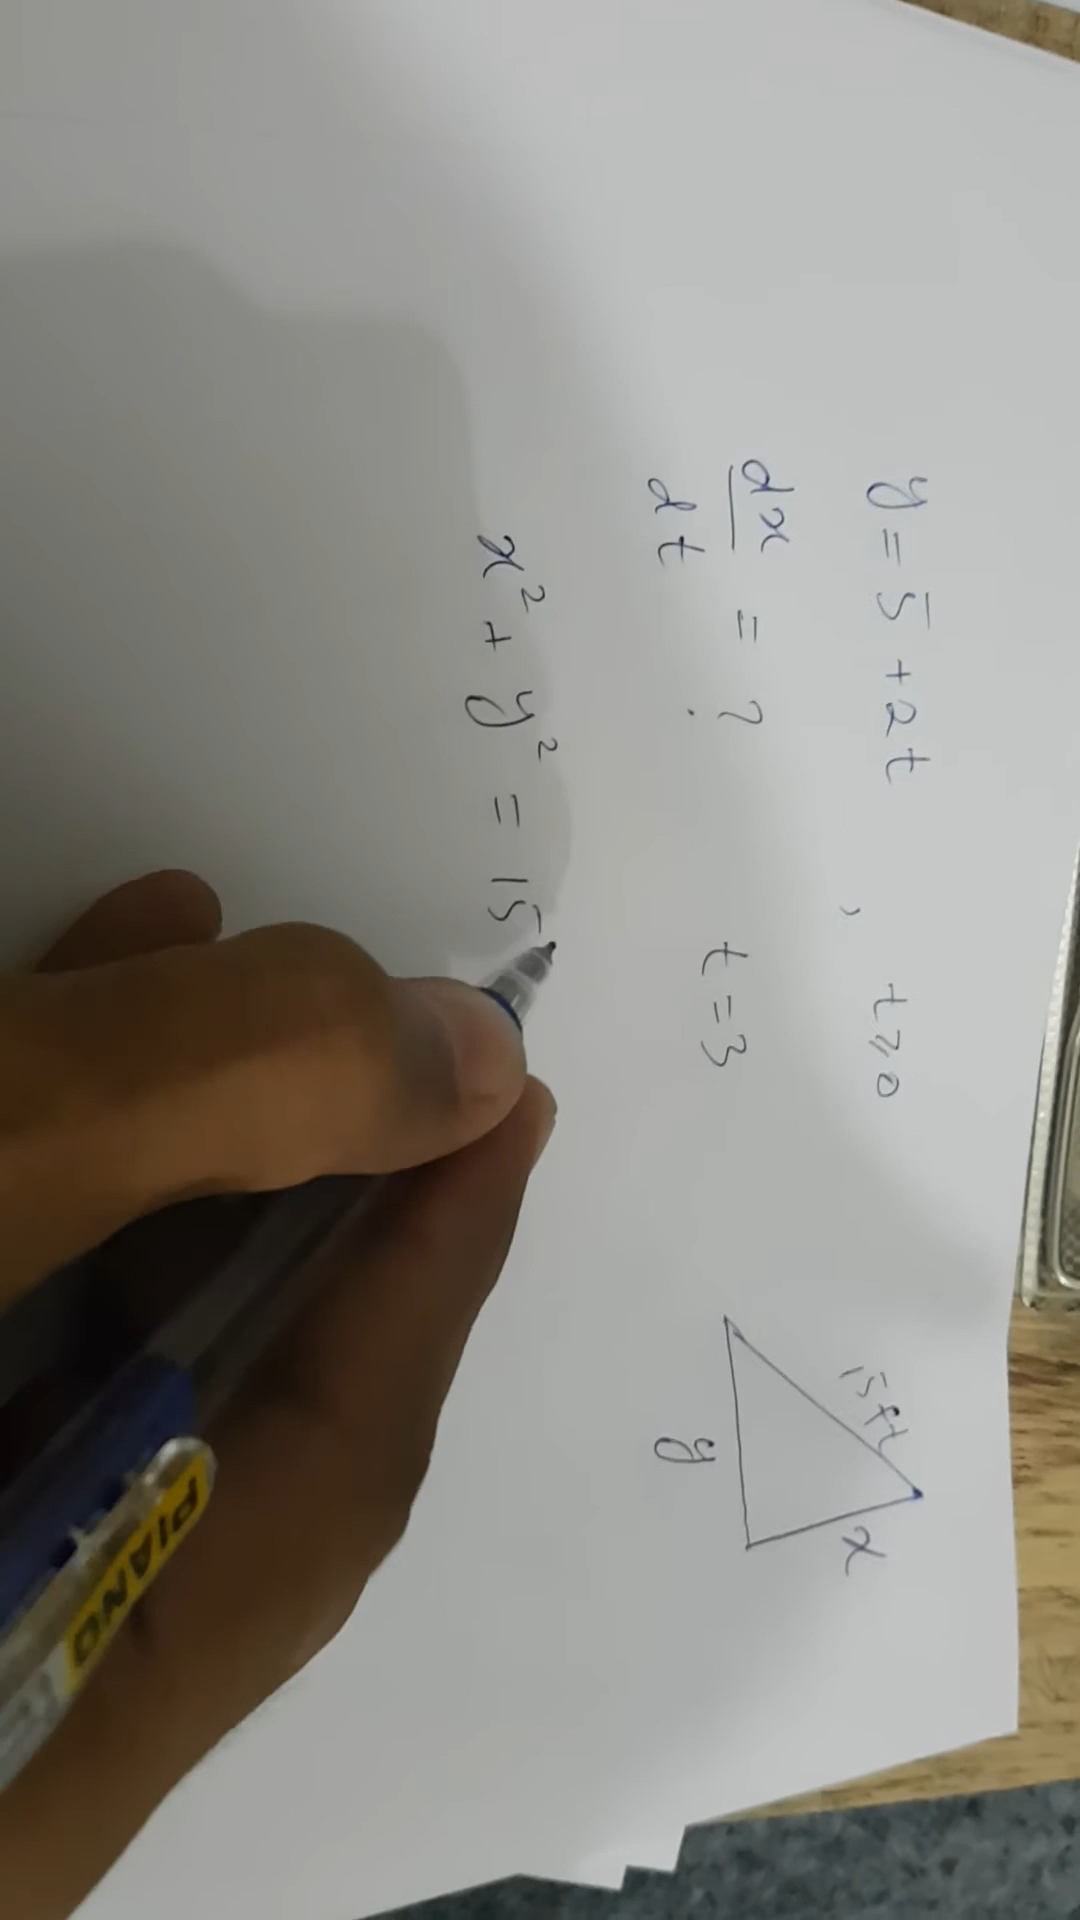 y = 5 + 2t , t ≥ 0
dx/dt = ? t = 3
15ft
x
y
x² + y² = 15
PIANO